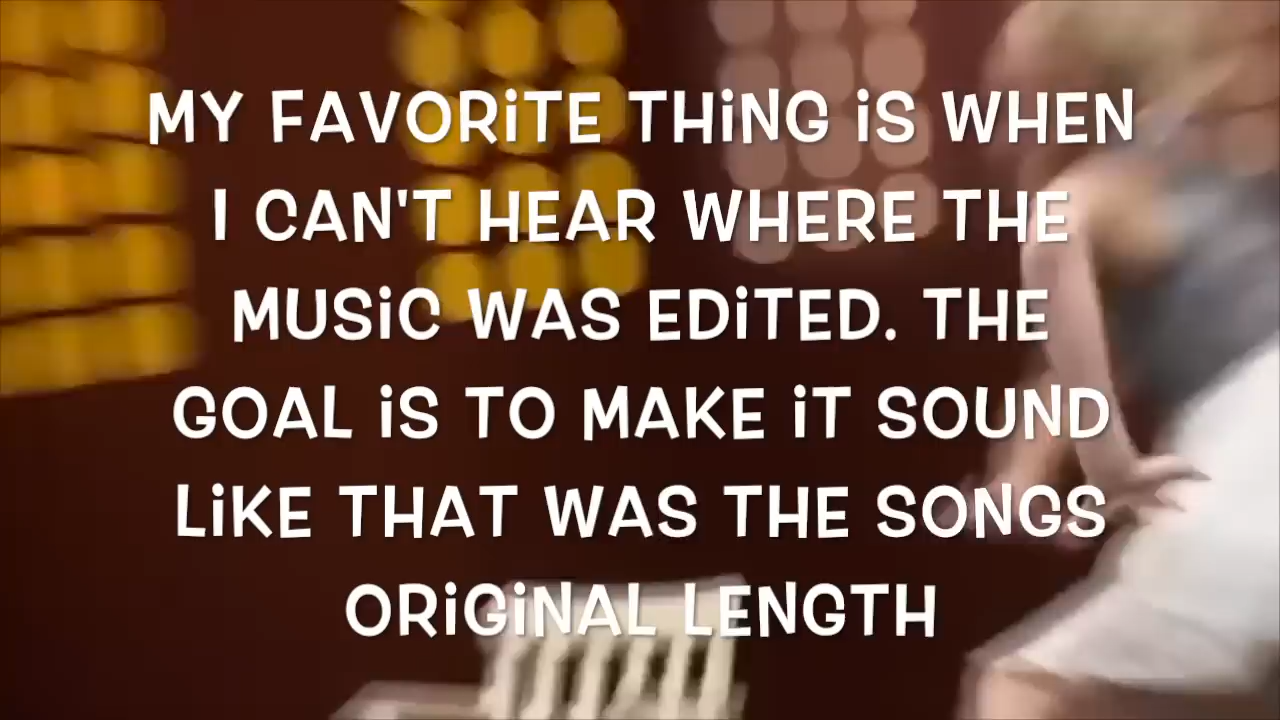 MY FAVORiTE THiNG iS WHEN
I CAN'T HEAR WHERE THE
MUSiC WAS EDiTED. THE
GOAL iS TO MAKE iT SOUND
LiKE THAT WAS THE SONGS
ORiGiNAL LENGTH